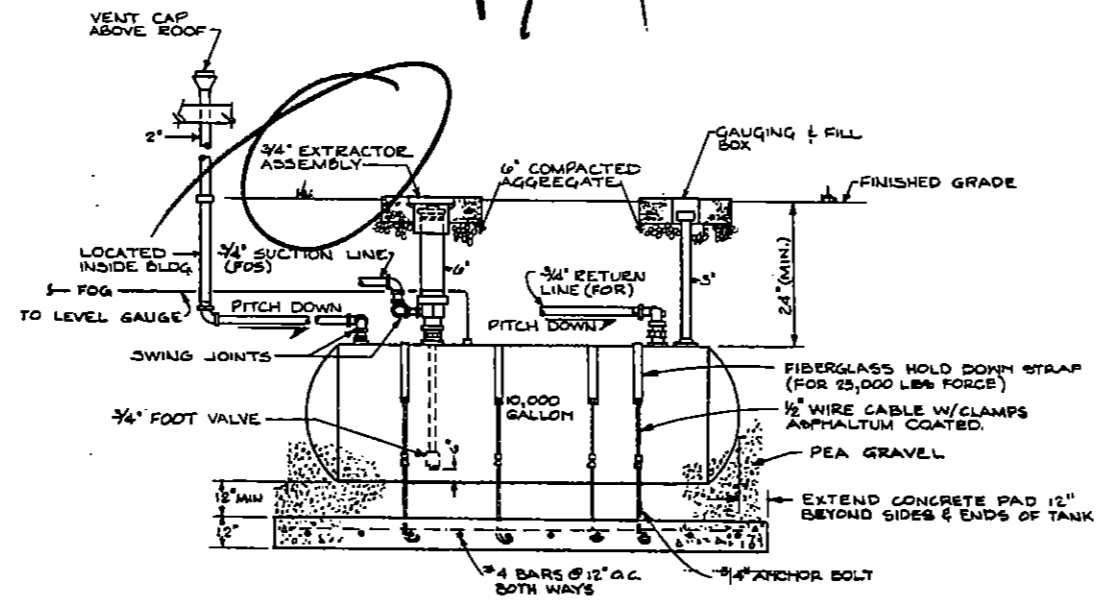 VENT CAP
ABOVE ROOF
2"
3/4" EXTRACTOR
ASSEMBLY
6" COMPACTED
AGGREGATE
GAUGING & FILL
BOX
FINISHED GRADE
LOCATED
INSIDE BLDG
3/4" SUCTION LINE
(FOS)
6"
3/4" RETURN
LINE (FOR)
3"
24" (MIN.)
FOG
TO LEVEL GAUGE
PITCH DOWN
PITCH DOWN
SWING JOINTS
FIBERGLASS HOLD DOWN STRAP
(FOR 25,000 LBS FORCE)
10,000
GALLON
1/2" WIRE CABLE W/CLAMPS
ASPHALTUM COATED.
3/4" FOOT VALVE
6"
PEA GRAVEL
12" MIN
EXTEND CONCRETE PAD 12"
BEYOND SIDES & ENDS OF TANK
12"
#4 BARS @ 12" O.C.
BOTH WAYS
3/4" ANCHOR BOLT